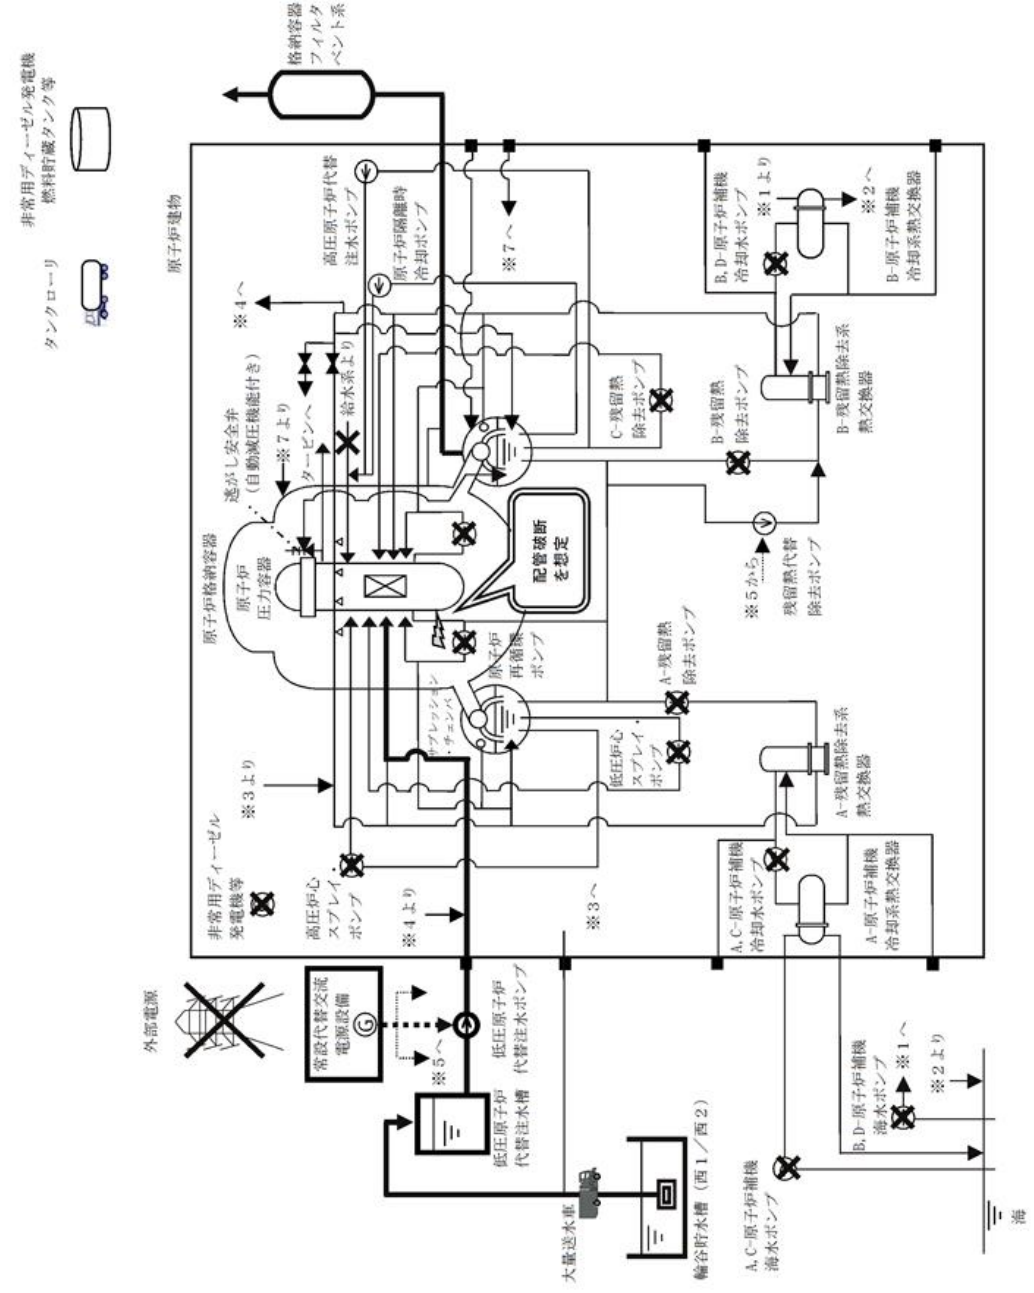 外部電源
常設代替交流
電源設備
G
※5へ
低圧原子炉
代替注水ポンプ
低圧原子炉
代替注水槽
大量送水車
輪谷貯水槽（西1／西2）
A,C-原子炉補機
海水ポンプ
B,D-原子炉補機
海水ポンプ
※1へ
※2より
海
非常用ディーゼル
発電機等
※3より
高圧炉心
スプレイ・
ポンプ
※4より
※3へ
A,C-原子炉補機
冷却水ポンプ
A-原子炉補機
冷却系熱交換器
原子炉格納容器
原子炉
圧力容器
サプレッション
・チェンバ
原子炉
再循環
ポンプ
低圧炉心
スプレイ・
ポンプ
A-残留熱
除去ポンプ
A-残留熱除去系
熱交換器
配管破断
を想定
※5から
残留熱代替
除去ポンプ
逃がし安全弁
（自動減圧機能付き）
※7より
タービンへ
給水系より
※4へ
C-残留熱
除去ポンプ
B-残留熱
除去ポンプ
B-残留熱除去系
熱交換器
原子炉建物
高圧原子炉代替
注水ポンプ
原子炉隔離時
冷却ポンプ
※7へ
B,D-原子炉補機
冷却水ポンプ
※1より
※2へ
B-原子炉補機
冷却系熱交換器
タンクローリ
非常用ディーゼル発電機
燃料貯蔵タンク等
格納容器
フィルタ
ベント系